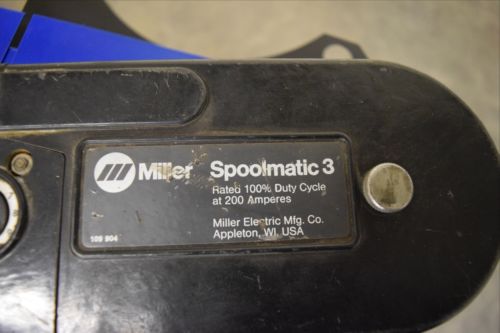 Miller Spoolmatic 3
Rated 100% Duty Cycle
at 200 Amperes
Miller Electric Mfg. Co.
Appleton, WI. USA